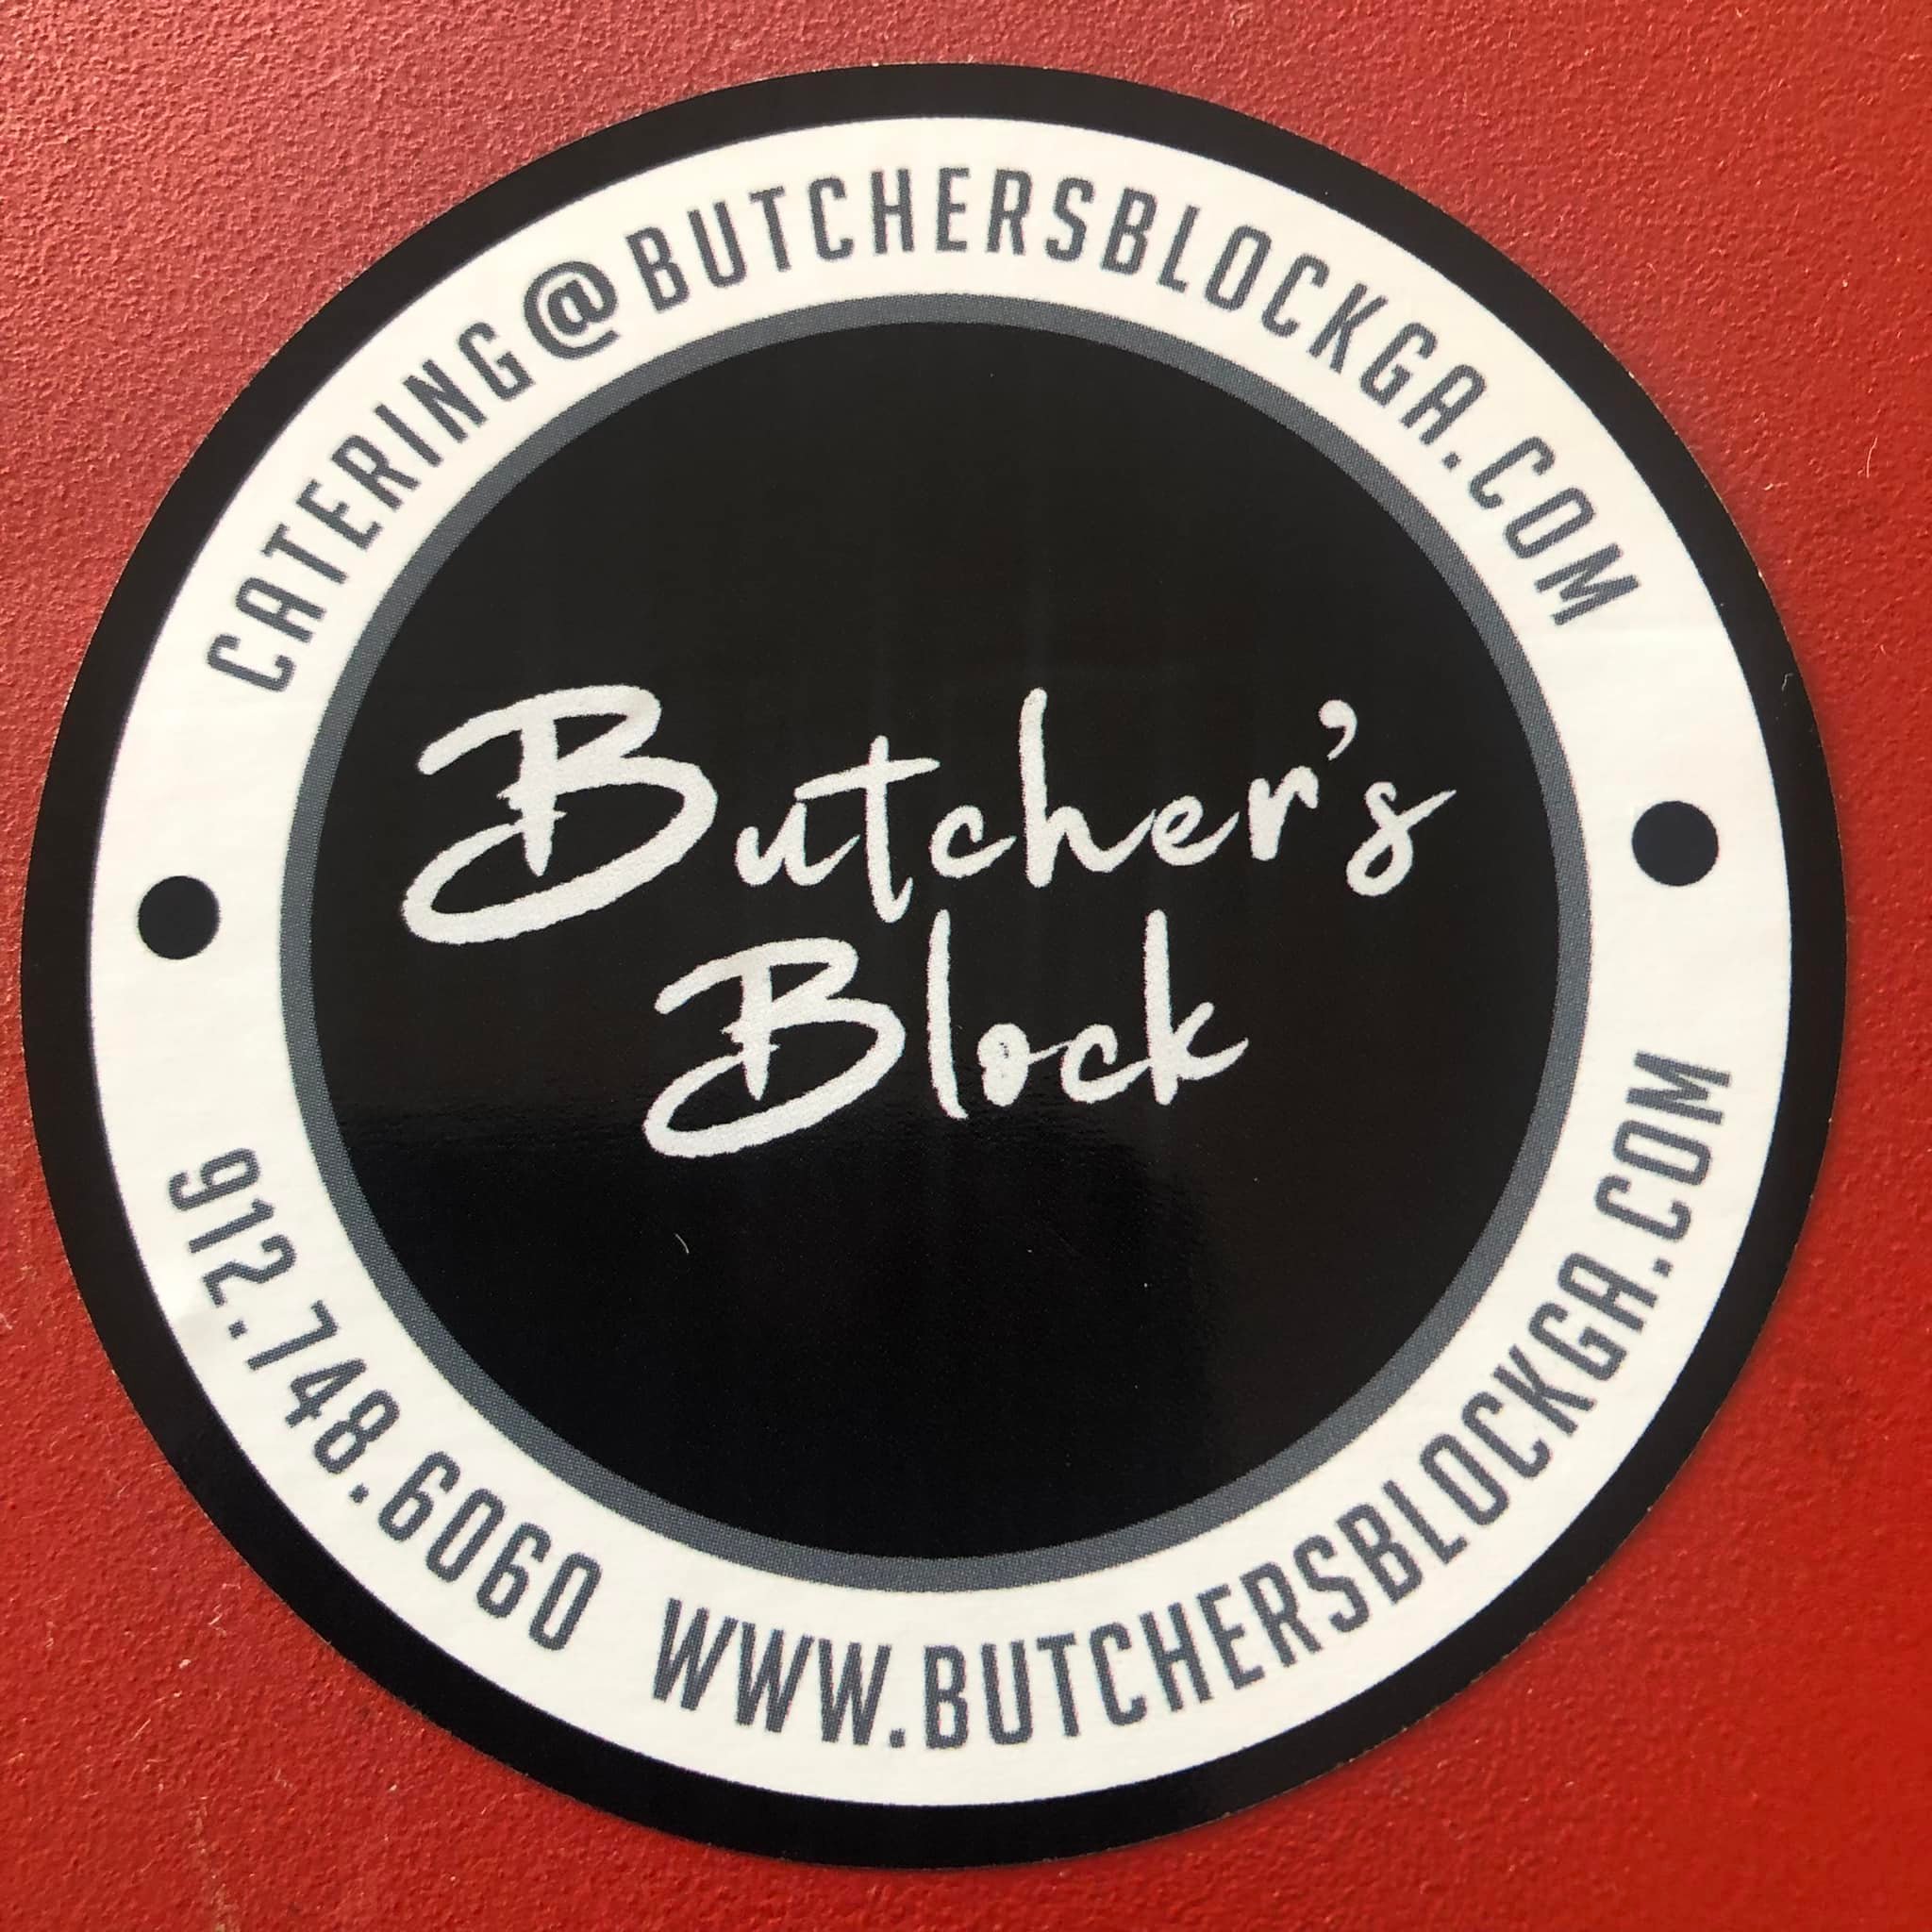 CATERING@BUTCHERSBLOCKGA.COM
Butcher's
Block
912.748.6060 WWW.BUTCHERSBLOCKGA.COM